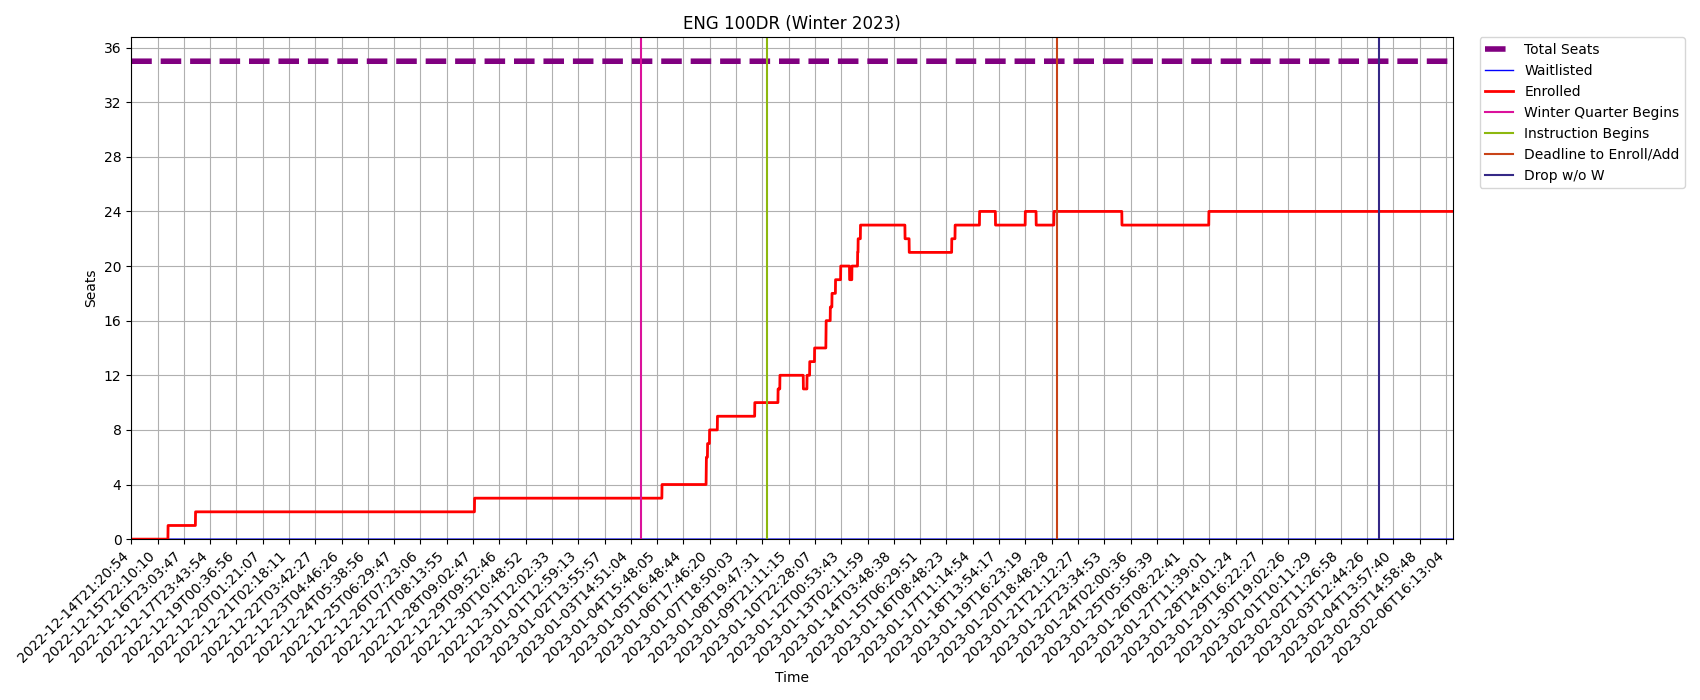 ENG 100DR (Winter 2023)
Total Seats
Waitlisted
Enrolled
Winter Quarter Begins
Instruction Begins
Deadline to Enroll/Add
Drop w/o W
Seats
36
32
28
24
20
16
12
8
4
0
2022-12-14T21:20:54
2022-12-15T22:10:10
2022-12-16T23:03:47
2022-12-17T23:43:54
2022-12-19T00:36:56
2022-12-20T01:21:07
2022-12-21T02:18:11
2022-12-22T03:42:27
2022-12-23T04:46:26
2022-12-24T05:38:56
2022-12-25T06:29:47
2022-12-26T07:23:06
2022-12-27T08:13:55
2022-12-28T09:02:47
2022-12-29T09:52:46
2022-12-30T10:48:52
2022-12-31T12:02:33
2023-01-01T12:59:13
2023-01-02T13:55:57
2023-01-03T14:51:04
2023-01-04T15:48:05
2023-01-05T16:48:44
2023-01-06T17:46:20
2023-01-07T18:50:03
2023-01-08T19:47:31
2023-01-09T21:11:15
2023-01-10T22:28:07
2023-01-12T00:53:43
2023-01-13T02:11:59
2023-01-14T03:48:38
2023-01-15T06:29:51
2023-01-16T08:48:23
2023-01-17T11:14:54
2023-01-18T13:54:17
2023-01-19T16:23:19
2023-01-20T18:48:28
2023-01-21T21:12:27
2023-01-22T23:34:53
2023-01-24T02:00:36
2023-01-25T05:56:39
2023-01-26T08:22:41
2023-01-27T11:39:01
2023-01-28T14:01:24
2023-01-29T16:22:27
2023-01-30T19:02:26
2023-02-01T10:11:29
2023-02-02T11:26:58
2023-02-03T12:44:26
2023-02-04T13:57:40
2023-02-05T14:58:48
2023-02-06T16:13:04
Time